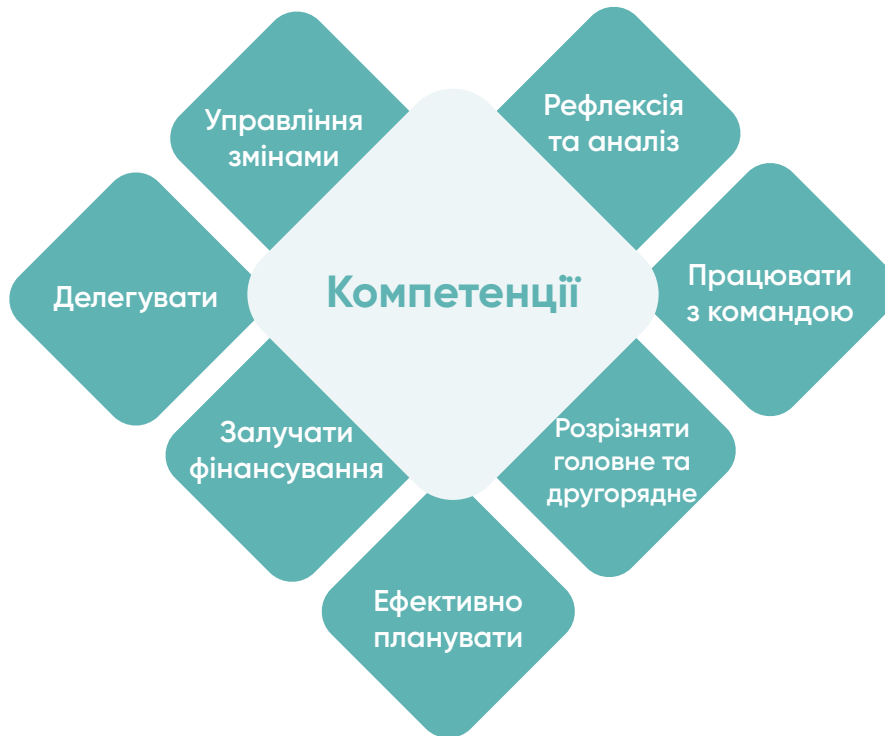 Управління
змінами
Рефлексія
та аналіз
Делегувати
Компетенції
Працювати
з командою
Залучати
фінансування
Розрізняти
головне та
другорядне
Ефективно
планувати